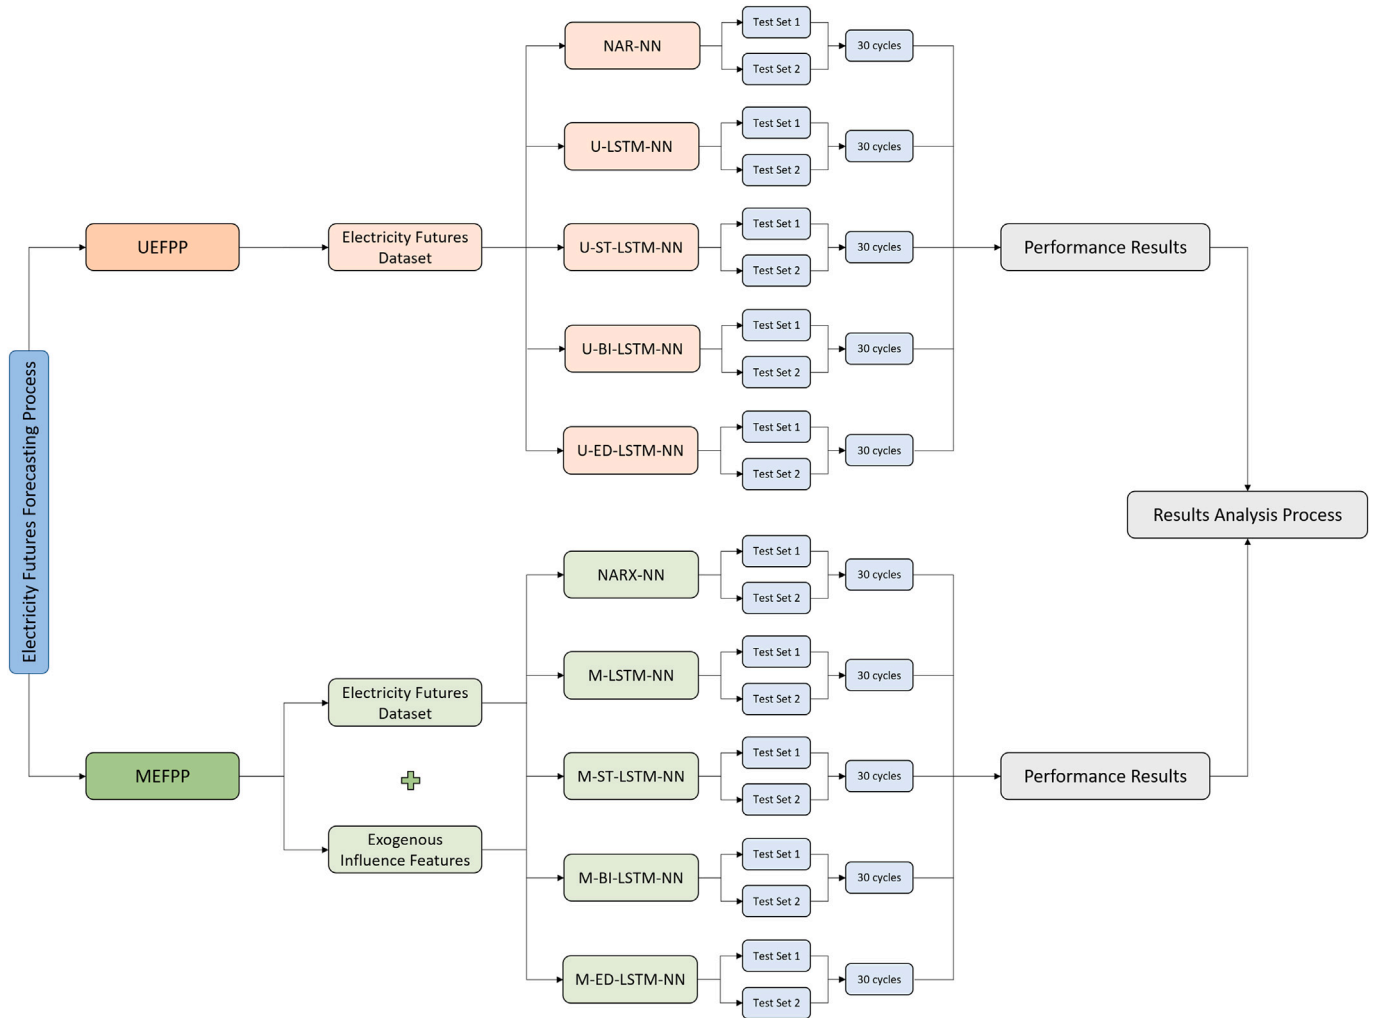 Electricity Futures Forecasting Process
UEFPP
Electricity Futures
Dataset
NAR-NN
Test Set 1
Test Set 2
30 cycles
U-LSTM-NN
Test Set 1
Test Set 2
30 cycles
U-ST-LSTM-NN
Test Set 1
Test Set 2
30 cycles
U-BI-LSTM-NN
Test Set 1
Test Set 2
30 cycles
U-ED-LSTM-NN
Test Set 1
Test Set 2
30 cycles
Performance Results
MEFPP
Electricity Futures
Dataset
Exogenous
Influence Features
NARX-NN
Test Set 1
Test Set 2
30 cycles
M-LSTM-NN
Test Set 1
Test Set 2
30 cycles
M-ST-LSTM-NN
Test Set 1
Test Set 2
30 cycles
M-BI-LSTM-NN
Test Set 1
Test Set 2
30 cycles
M-ED-LSTM-NN
Test Set 1
Test Set 2
30 cycles
Performance Results
Results Analysis Process